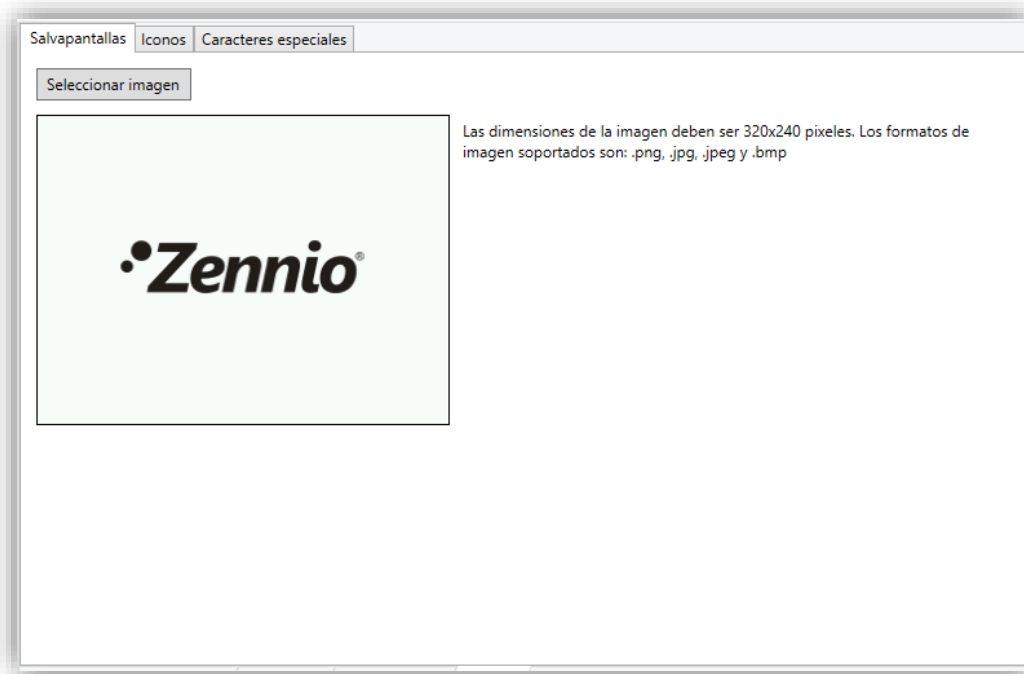 Salvapantallas Iconos Caracteres especiales
Seleccionar imagen
Las dimensiones de la imagen deben ser 320x240 pixeles. Los formatos de
imagen soportados son: .png, .jpg, .jpeg y .bmp
Zennio®